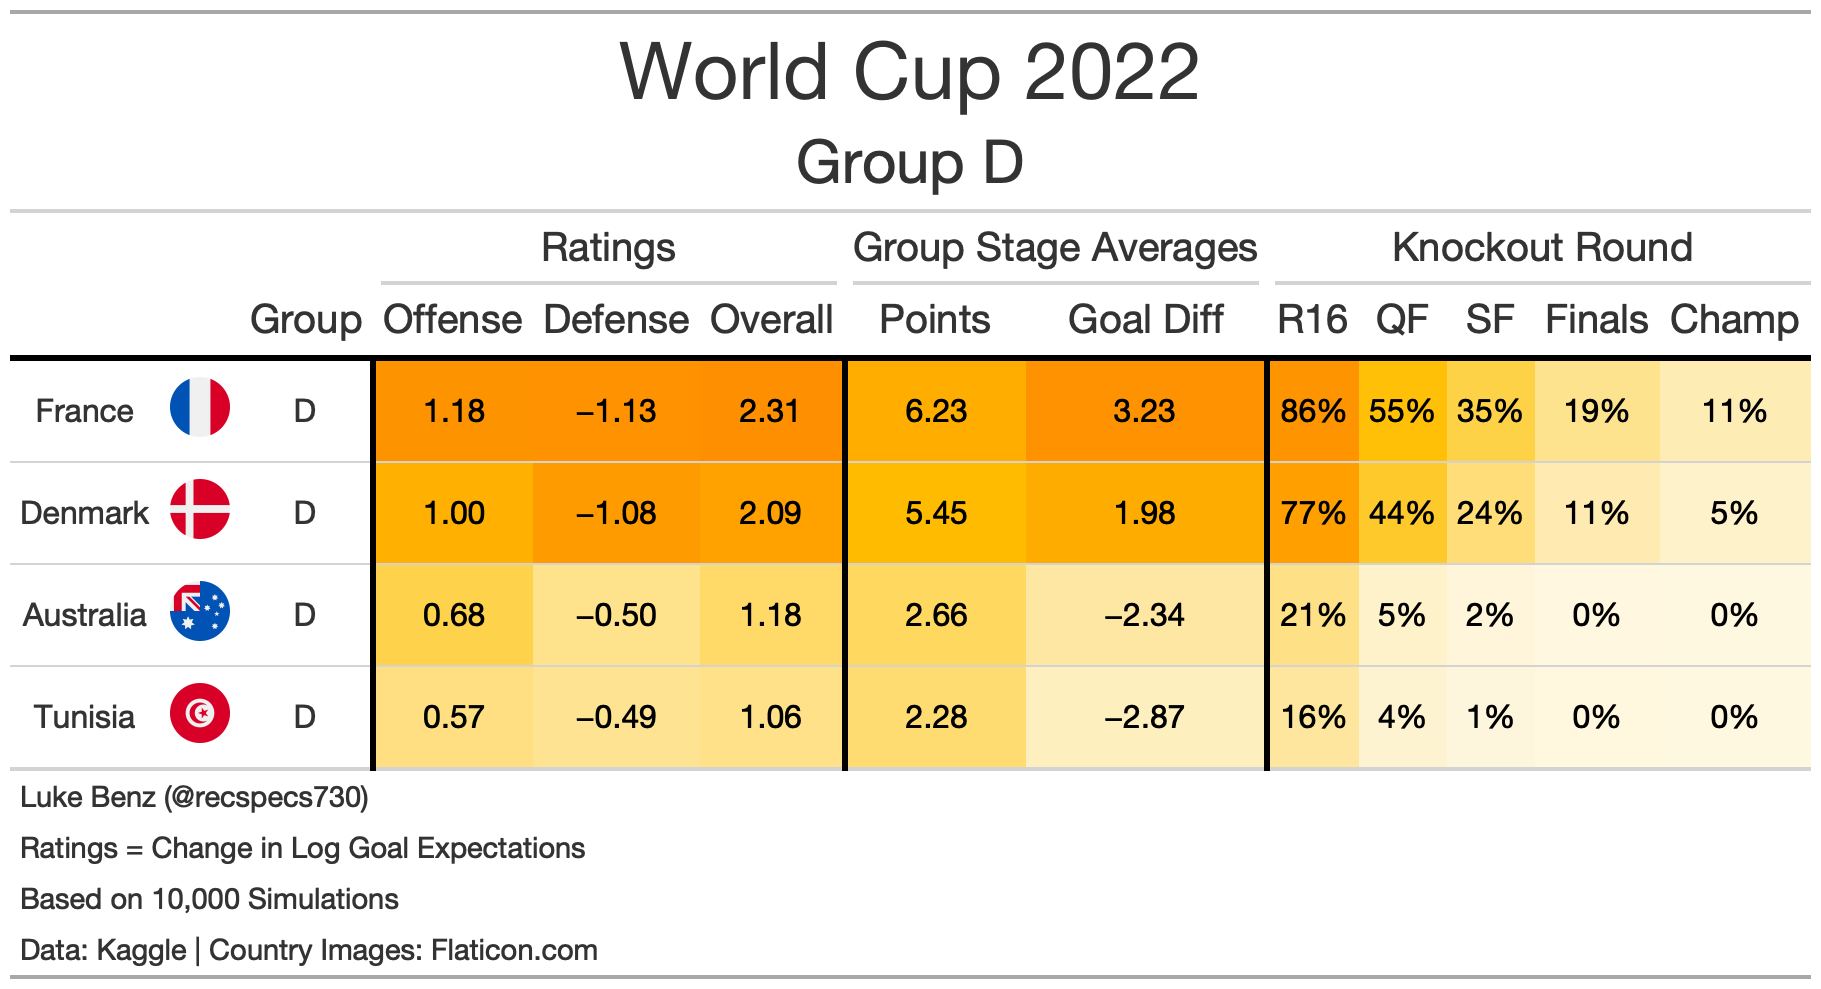 World Cup 2022
Group D
Ratings Group Stage Averages Knockout Round
Group Offense Defense Overall Points Goal Diff R16 QF SF Finals Champ
France D 1.18 −1.13 2.31 6.23 3.23 86% 55% 35% 19% 11%
Denmark D 1.00 −1.08 2.09 5.45 1.98 77% 44% 24% 11% 5%
Australia D 0.68 −0.50 1.18 2.66 −2.34 21% 5% 2% 0% 0%
Tunisia D 0.57 −0.49 1.06 2.28 −2.87 16% 4% 1% 0% 0%
Luke Benz (@recspecs730)
Ratings = Change in Log Goal Expectations
Based on 10,000 Simulations
Data: Kaggle | Country Images: Flaticon.com